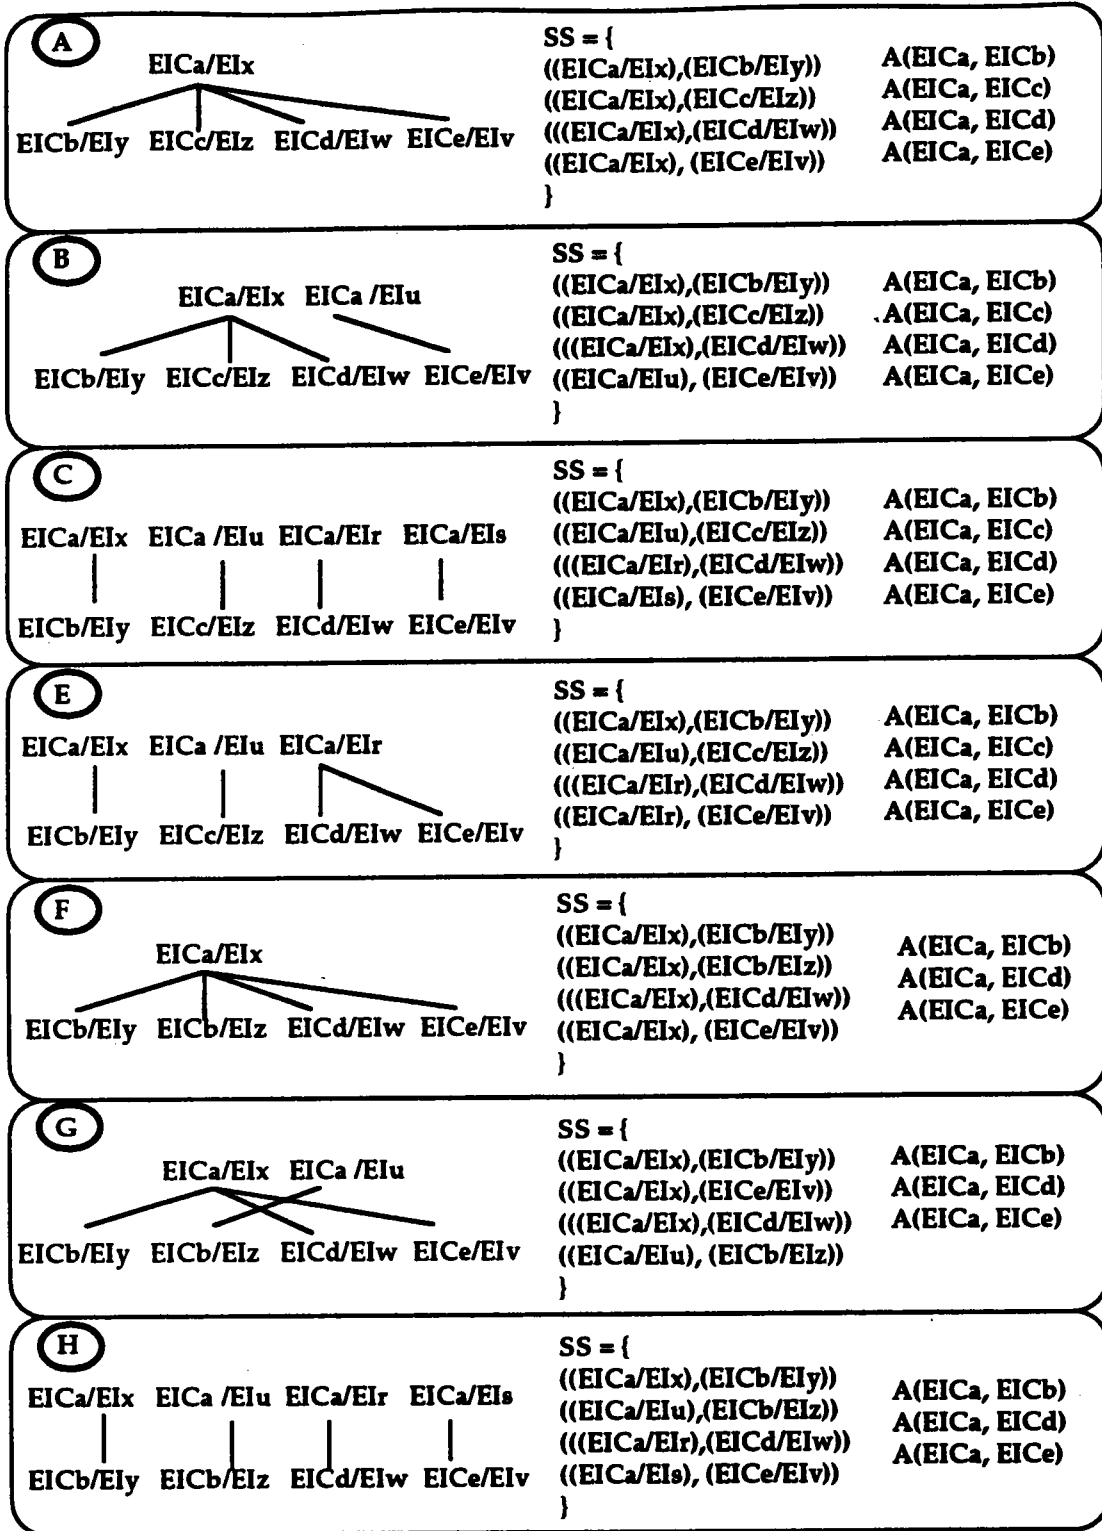 A
EICa/EIx
EICb/EIy EICc/EIz EICd/EIw EICe/EIv
SS = {
((EICa/EIx),(EICb/EIy))
((EICa/EIx),(EICc/EIz))
(((EICa/EIx),(EICd/EIw))
((EICa/EIx), (EICe/EIv))
}
A(EICa, EICb)
A(EICa, EICc)
A(EICa, EICd)
A(EICa, EICe)
B
EICa/EIx EICa /EIu
EICb/EIy EICc/EIz EICd/EIw EICe/EIv
SS = {
((EICa/EIx),(EICb/EIy))
((EICa/EIx),(EICc/EIz))
(((EICa/EIx),(EICd/EIw))
((EICa/EIu), (EICe/EIv))
}
A(EICa, EICb)
A(EICa, EICc)
A(EICa, EICd)
A(EICa, EICe)
C
EICa/EIx EICa /EIu EICa/EIr EICa/EIs
EICb/EIy EICc/EIz EICd/EIw EICe/EIv
SS = {
((EICa/EIx),(EICb/EIy))
((EICa/EIu),(EICc/EIz))
(((EICa/EIr),(EICd/EIw))
((EICa/EIs), (EICe/EIv))
}
A(EICa, EICb)
A(EICa, EICc)
A(EICa, EICd)
A(EICa, EICe)
E
EICa/EIx EICa /EIu EICa/EIr
EICb/EIy EICc/EIz EICd/EIw EICe/EIv
SS = {
((EICa/EIx),(EICb/EIy))
((EICa/EIu),(EICc/EIz))
(((EICa/EIr),(EICd/EIw))
((EICa/EIr), (EICe/EIv))
}
A(EICa, EICb)
A(EICa, EICc)
A(EICa, EICd)
A(EICa, EICe)
F
EICa/EIx
EICb/EIy EICb/EIz EICd/EIw EICe/EIv
SS = {
((EICa/EIx),(EICb/EIy))
((EICa/EIx),(EICb/EIz))
(((EICa/EIx),(EICd/EIw))
((EICa/EIx), (EICe/EIv))
}
A(EICa, EICb)
A(EICa, EICd)
A(EICa, EICe)
G
EICa/EIx EICa /EIu
EICb/EIy EICb/EIz EICd/EIw EICe/EIv
SS = {
((EICa/EIx),(EICb/EIy))
((EICa/EIx),(EICe/EIv))
(((EICa/EIx),(EICd/EIw))
((EICa/EIu), (EICb/EIz))
}
A(EICa, EICb)
A(EICa, EICd)
A(EICa, EICe)
H
EICa/EIx EICa /EIu EICa/EIr EICa/EIs
EICb/EIy EICb/EIz EICd/EIw EICe/EIv
SS = {
((EICa/EIx),(EICb/EIy))
((EICa/EIu),(EICb/EIz))
(((EICa/EIr),(EICd/EIw))
((EICa/EIs), (EICe/EIv))
}
A(EICa, EICb)
A(EICa, EICd)
A(EICa, EICe)